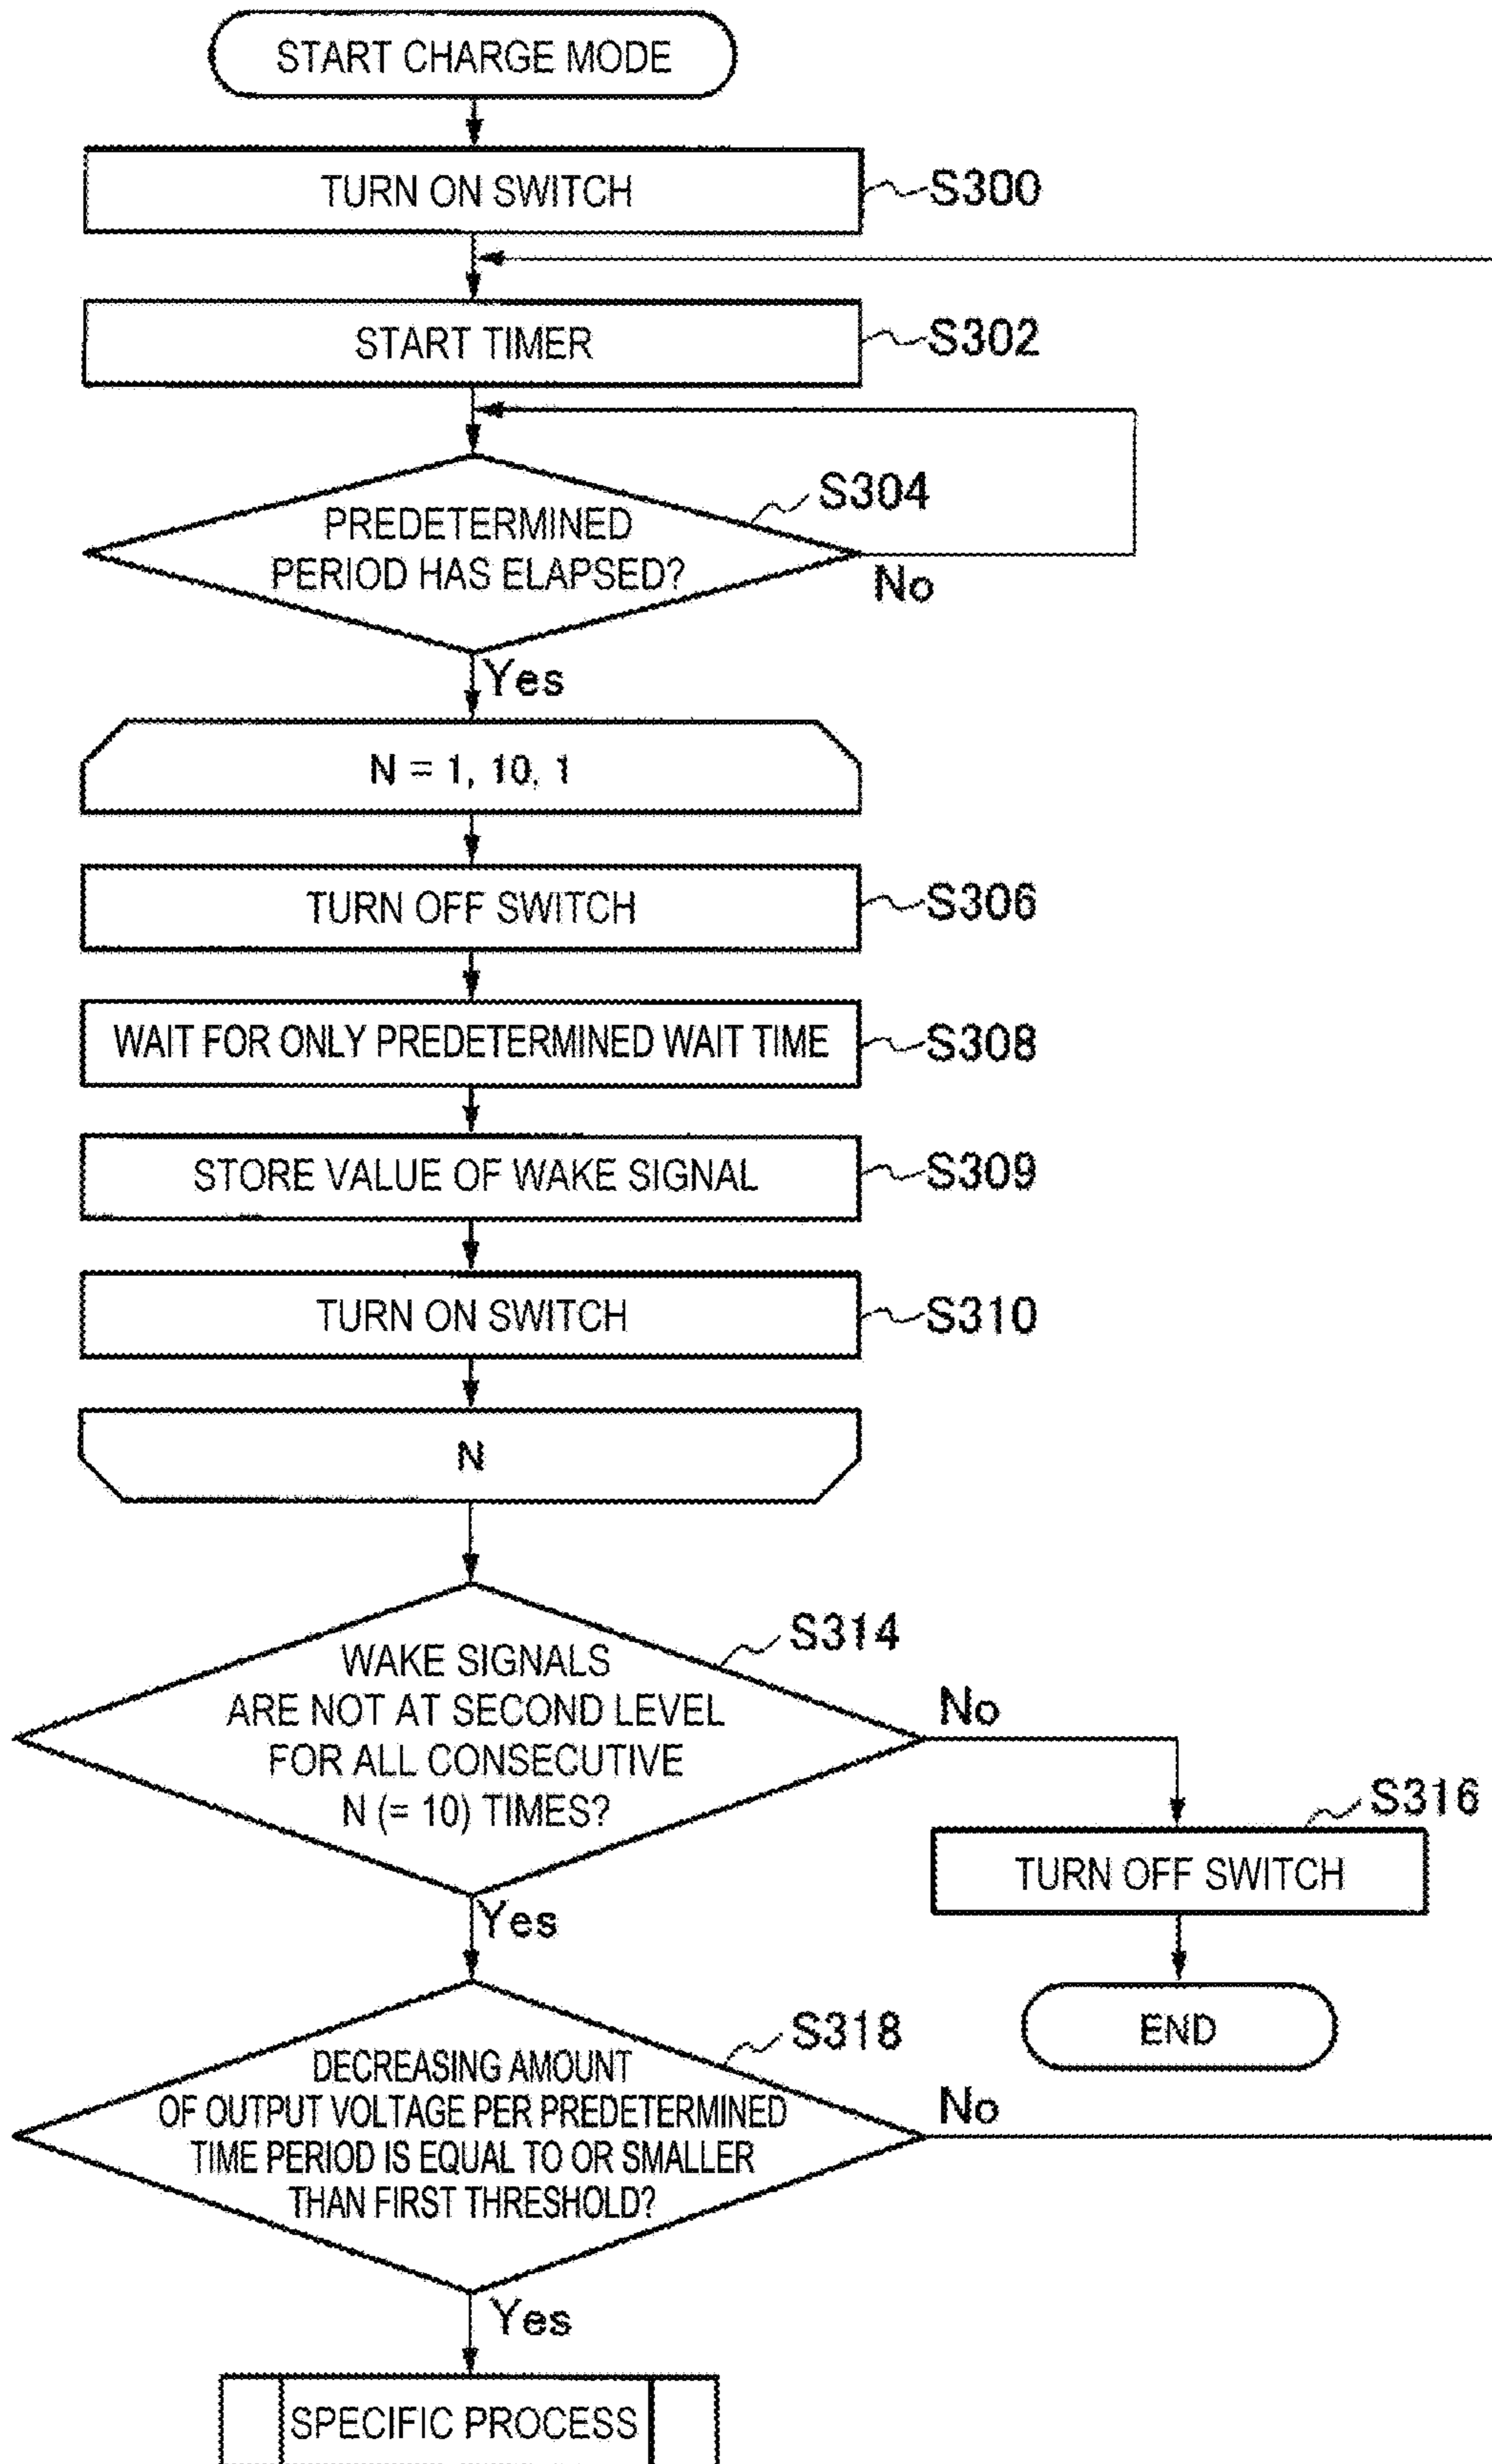 START CHARGE MODE
TURN ON SWITCH
S300
START TIMER
S302
S304
PREDETERMINED
PERIOD HAS ELAPSED?
No
Yes
N = 1, 10, 1
TURN OFF SWITCH
S306
WAIT FOR ONLY PREDETERMINED WAIT TIME
S308
STORE VALUE OF WAKE SIGNAL
S309
TURN ON SWITCH
S310
N
S314
WAKE SIGNALS
ARE NOT AT SECOND LEVEL
FOR ALL CONSECUTIVE
N (= 10) TIMES?
No
Yes
S316
TURN OFF SWITCH
END
S318
DECREASING AMOUNT
OF OUTPUT VOLTAGE PER PREDETERMINED
TIME PERIOD IS EQUAL TO OR SMALLER
THAN FIRST THRESHOLD?
No
Yes
SPECIFIC PROCESS